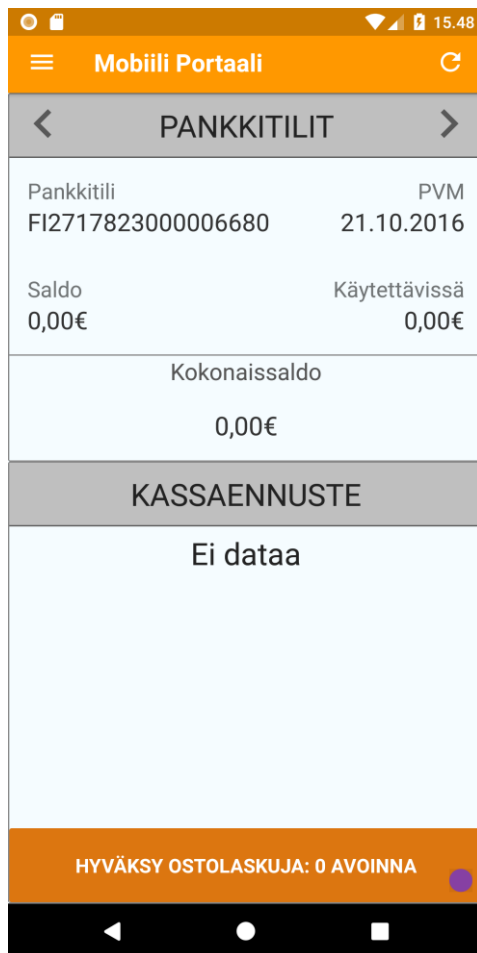 15.48
Mobiili Portaali
PANKKITILIT
Pankkitili PVM
FI2717823000006680 21.10.2016
Saldo Käytettävissä
0,00€ 0,00€
Kokonaissaldo
0,00€
KASSAENNUSTE
Ei dataa
HYVÄKSY OSTOLASKUJA: 0 AVOINNA